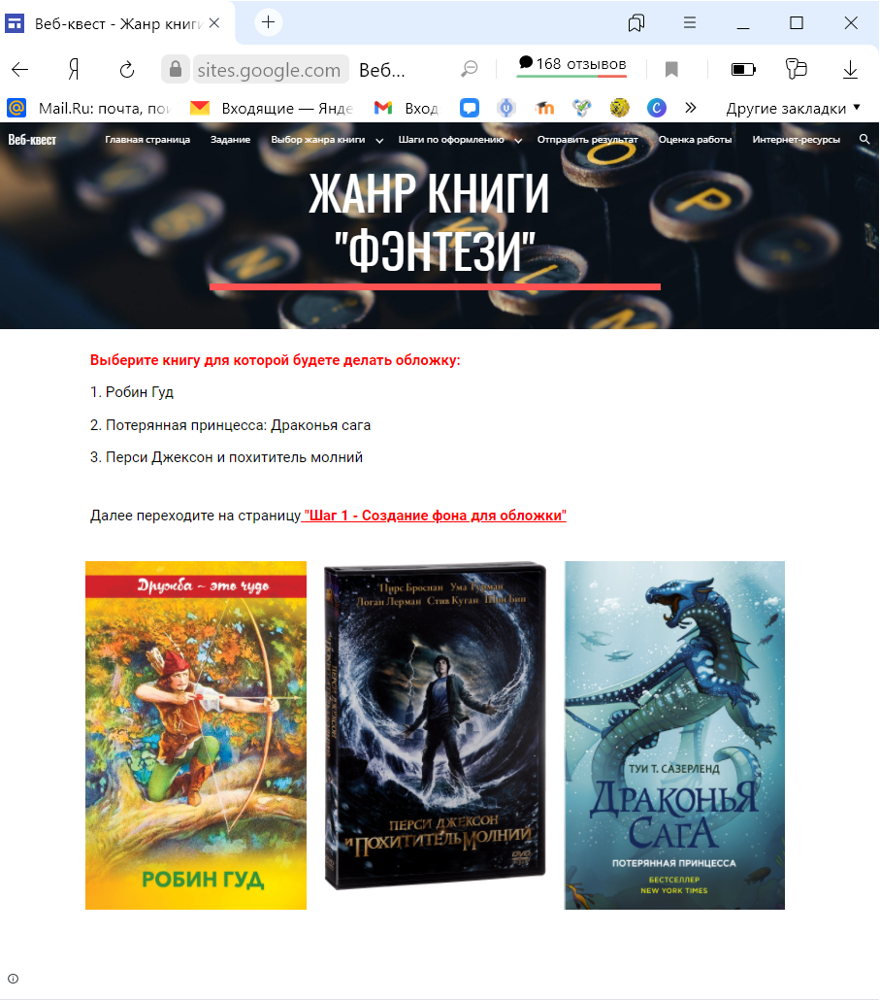 Веб-квест - Жанр книги
sites.google.com Веб... 168 отзывов
Mail.Ru: почта, пои Входящие — Янде Вход Другие закладки
Веб-квест Главная страница Задание Выбор жанра книги Шаги по оформлению Отправить результат Оценка работы Интернет-ресурсы
ЖАНР КНИГИ
"ФЭНТЕЗИ"
Выберите книгу для которой будете делать обложку:
1. Робин Гуд
2. Потерянная принцесса: Драконья сага
3. Перси Джексон и похититель молний
Далее переходите на страницу "Шаг 1 - Создание фона для обложки"
Дружба – это чудо
РОБИН ГУД
Пирс Броснан Ума Турман
Логан Лерман Стив Куган Шон Бин
ПЕРСИ ДЖЕКСОН
И ПОХИТИТЕЛЬ МОЛНИЙ
DVD
ТУИ Т. САЗЕРЛЕНД
ДРАКОНЬЯ
САГА
ПОТЕРЯННАЯ ПРИНЦЕССА
БЕСТСЕЛЛЕР
NEW YORK TIMES